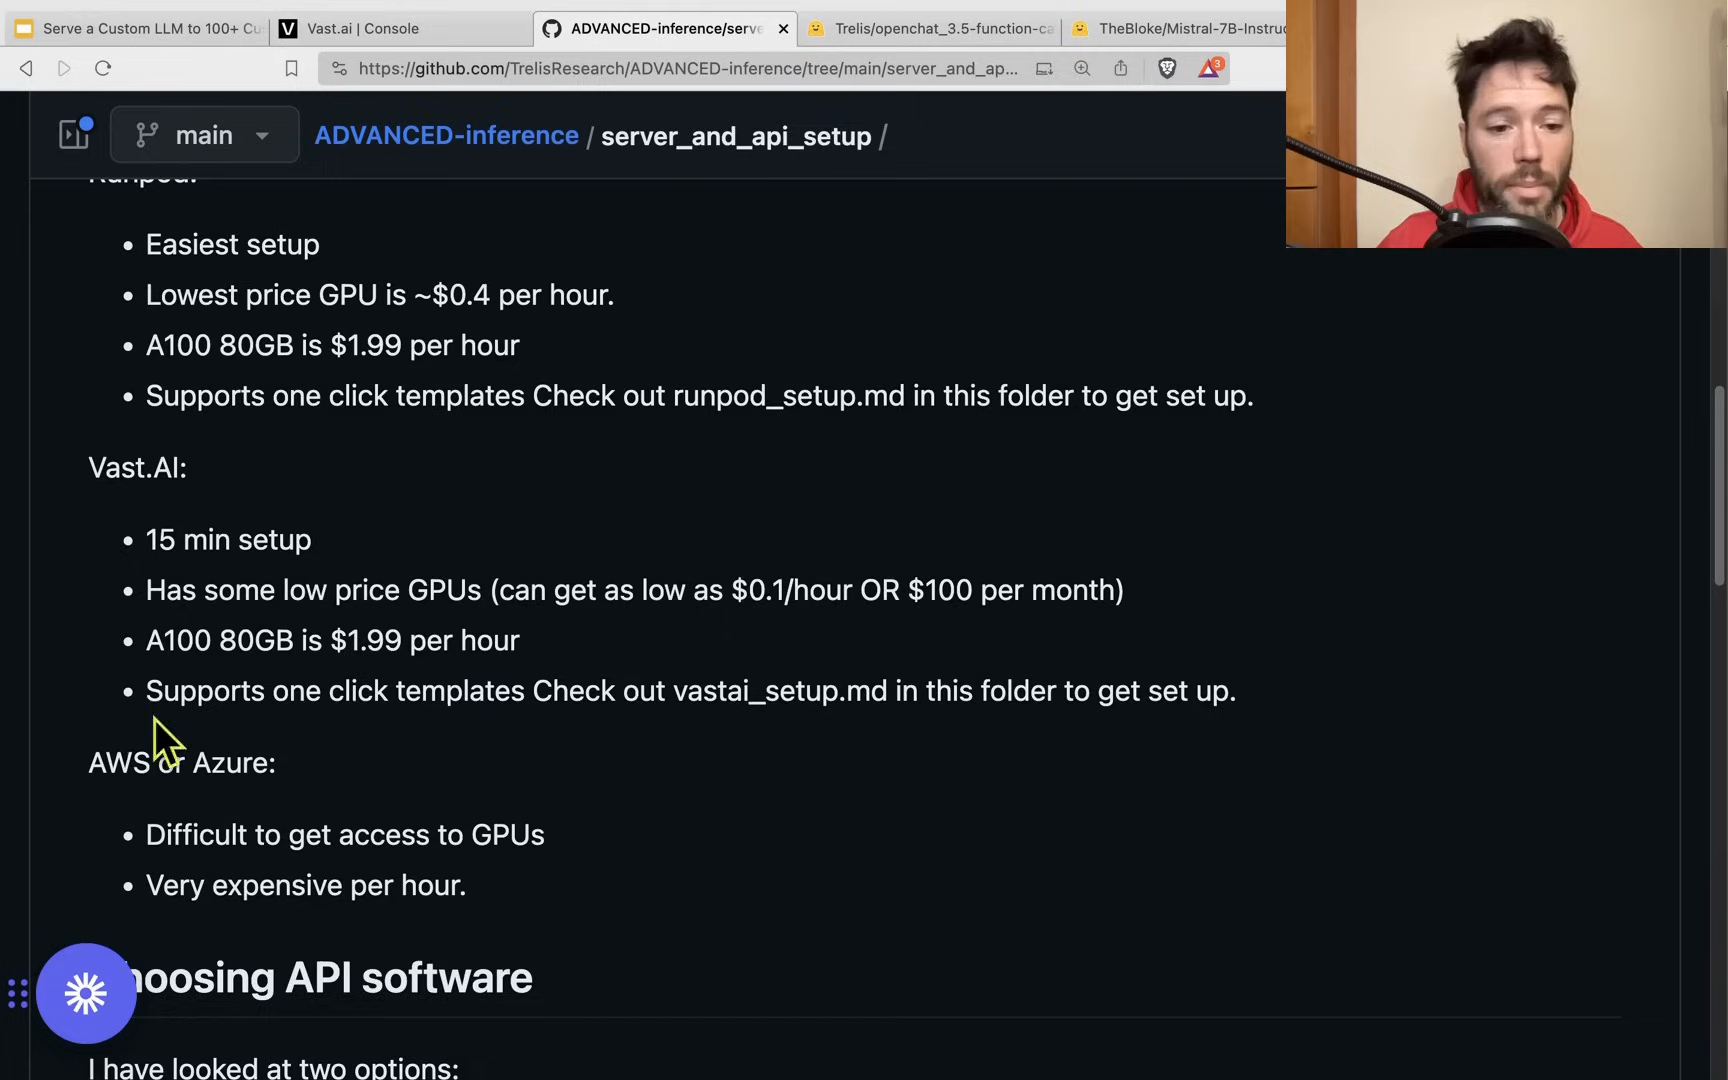 Serve a Custom LLM to 100+ Cu
Vast.ai | Console
ADVANCED-inference/serve
Trelis/openchat_3.5-function-ca
TheBloke/Mistral-7B-Instruc
https://github.com/TrelisResearch/ADVANCED-inference/tree/main/server_and_ap...
3
main
ADVANCED-inference / server_and_api_setup /
Runpod:
• Easiest setup
• Lowest price GPU is ~$0.4 per hour.
• A100 80GB is $1.99 per hour
• Supports one click templates Check out runpod_setup.md in this folder to get set up.
Vast.AI:
• 15 min setup
• Has some low price GPUs (can get as low as $0.1/hour OR $100 per month)
• A100 80GB is $1.99 per hour
• Supports one click templates Check out vastai_setup.md in this folder to get set up.
AWS or Azure:
• Difficult to get access to GPUs
• Very expensive per hour.
hoosing API software
I have looked at two options: